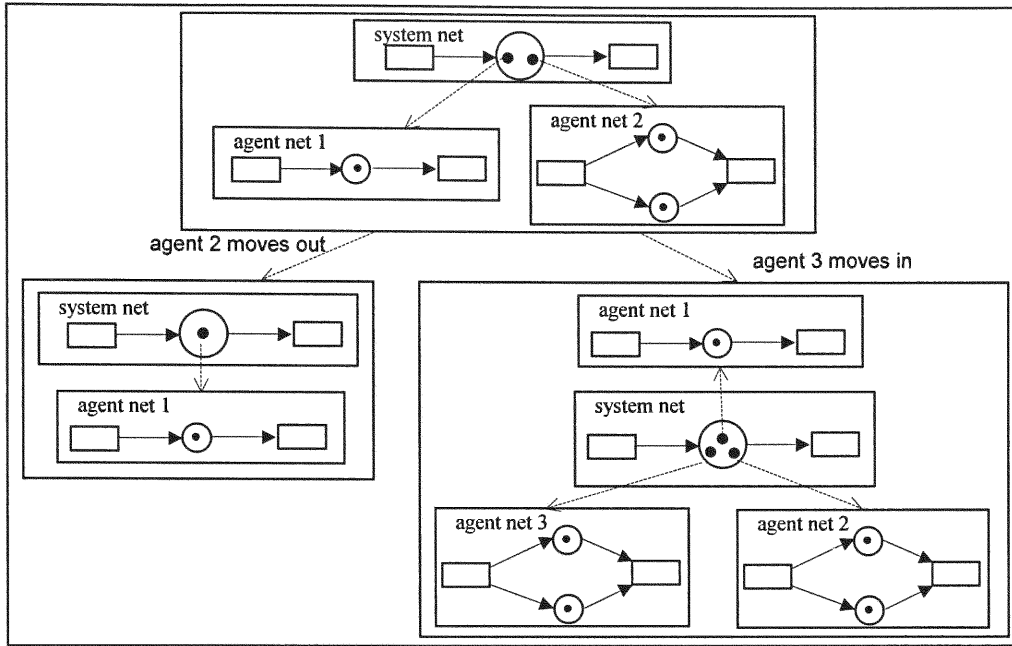 system net
agent net 1
agent net 2
agent 2 moves out
agent 3 moves in
system net
agent net 1
agent net 1
system net
agent net 3
agent net 2